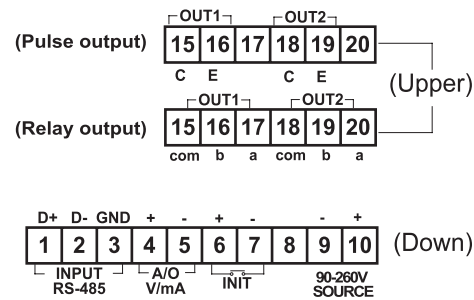 OUT1 OUT2
(Pulse output) 15 16 17 18 19 20
C E C E
(Upper)
OUT1 OUT2
(Relay output) 15 16 17 18 19 20
com b a com b a
D+ D- GND + - + - - +
1 2 3 4 5 6 7 8 9 10 (Down)
INPUT A/O INIT 90-260V
RS-485 V/mA SOURCE